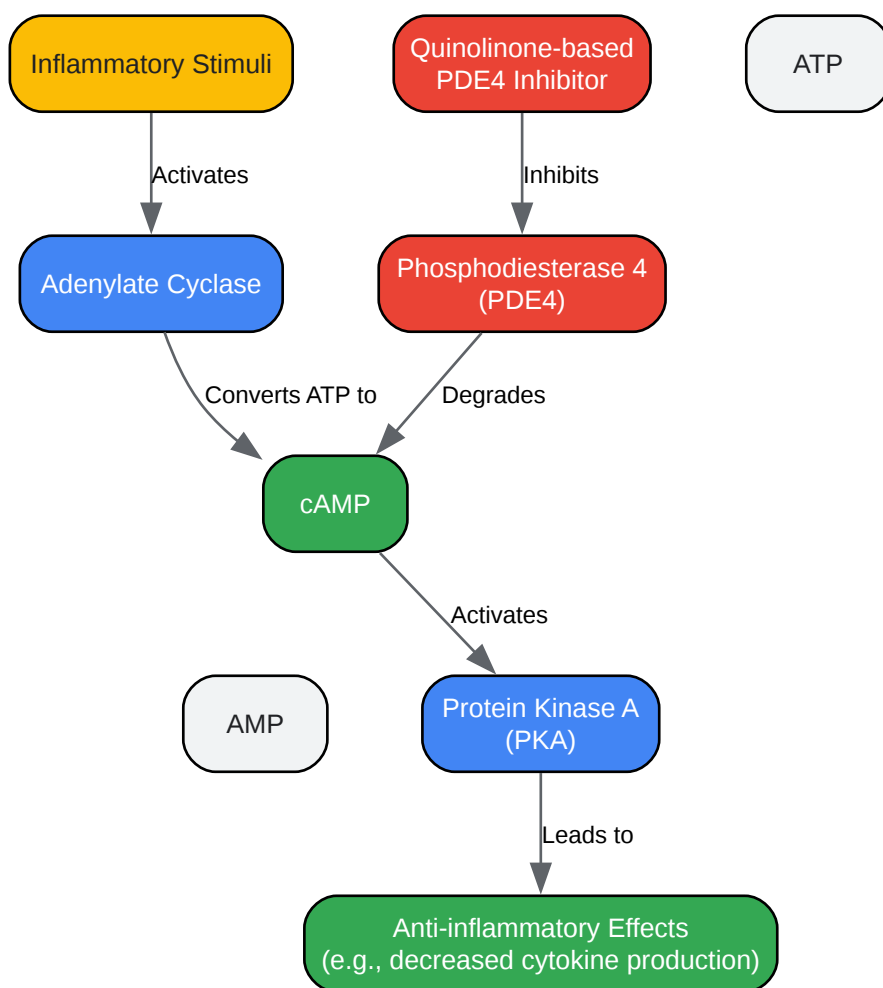 Inflammatory Stimuli
Quinolinone-based
PDE4 Inhibitor
ATP
Activates
Inhibits
Adenylate Cyclase
Phosphodiesterase 4
(PDE4)
Converts ATP to
Degrades
cAMP
Activates
AMP
Protein Kinase A
(PKA)
Leads to
Anti-inflammatory Effects
(e.g., decreased cytokine production)